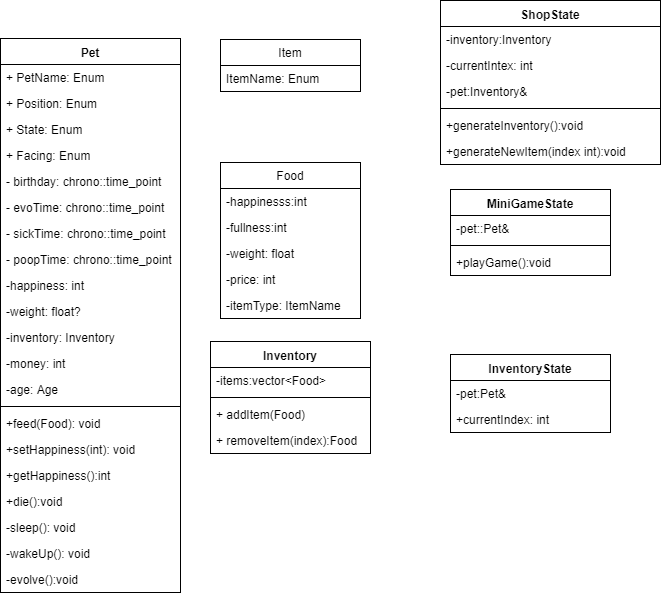 Pet
+ PetName: Enum
+ Position: Enum
+ State: Enum
+ Facing: Enum
- birthday: chrono::time_point
- evoTime: chrono::time_point
- sickTime: chrono::time_point
- poopTime: chrono::time_point
-happiness: int
-weight: float?
-inventory: Inventory
-money: int
-age: Age
+feed(Food): void
+setHappiness(int): void
+getHappiness():int
+die():void
-sleep(): void
-wakeUp(): void
-evolve():void
Item
ItemName: Enum
Food
-happinesss:int
-fullness:int
-weight: float
-price: int
-itemType: ItemName
Inventory
-items:vector<Food>
+ addItem(Food)
+ removeItem(index):Food
ShopState
-inventory:Inventory
-currentIntex: int
-pet:Inventory&
+generateInventory():void
+generateNewItem(index int):void
MiniGameState
-pet::Pet&
+playGame():void
InventoryState
-pet:Pet&
+currentIndex: int